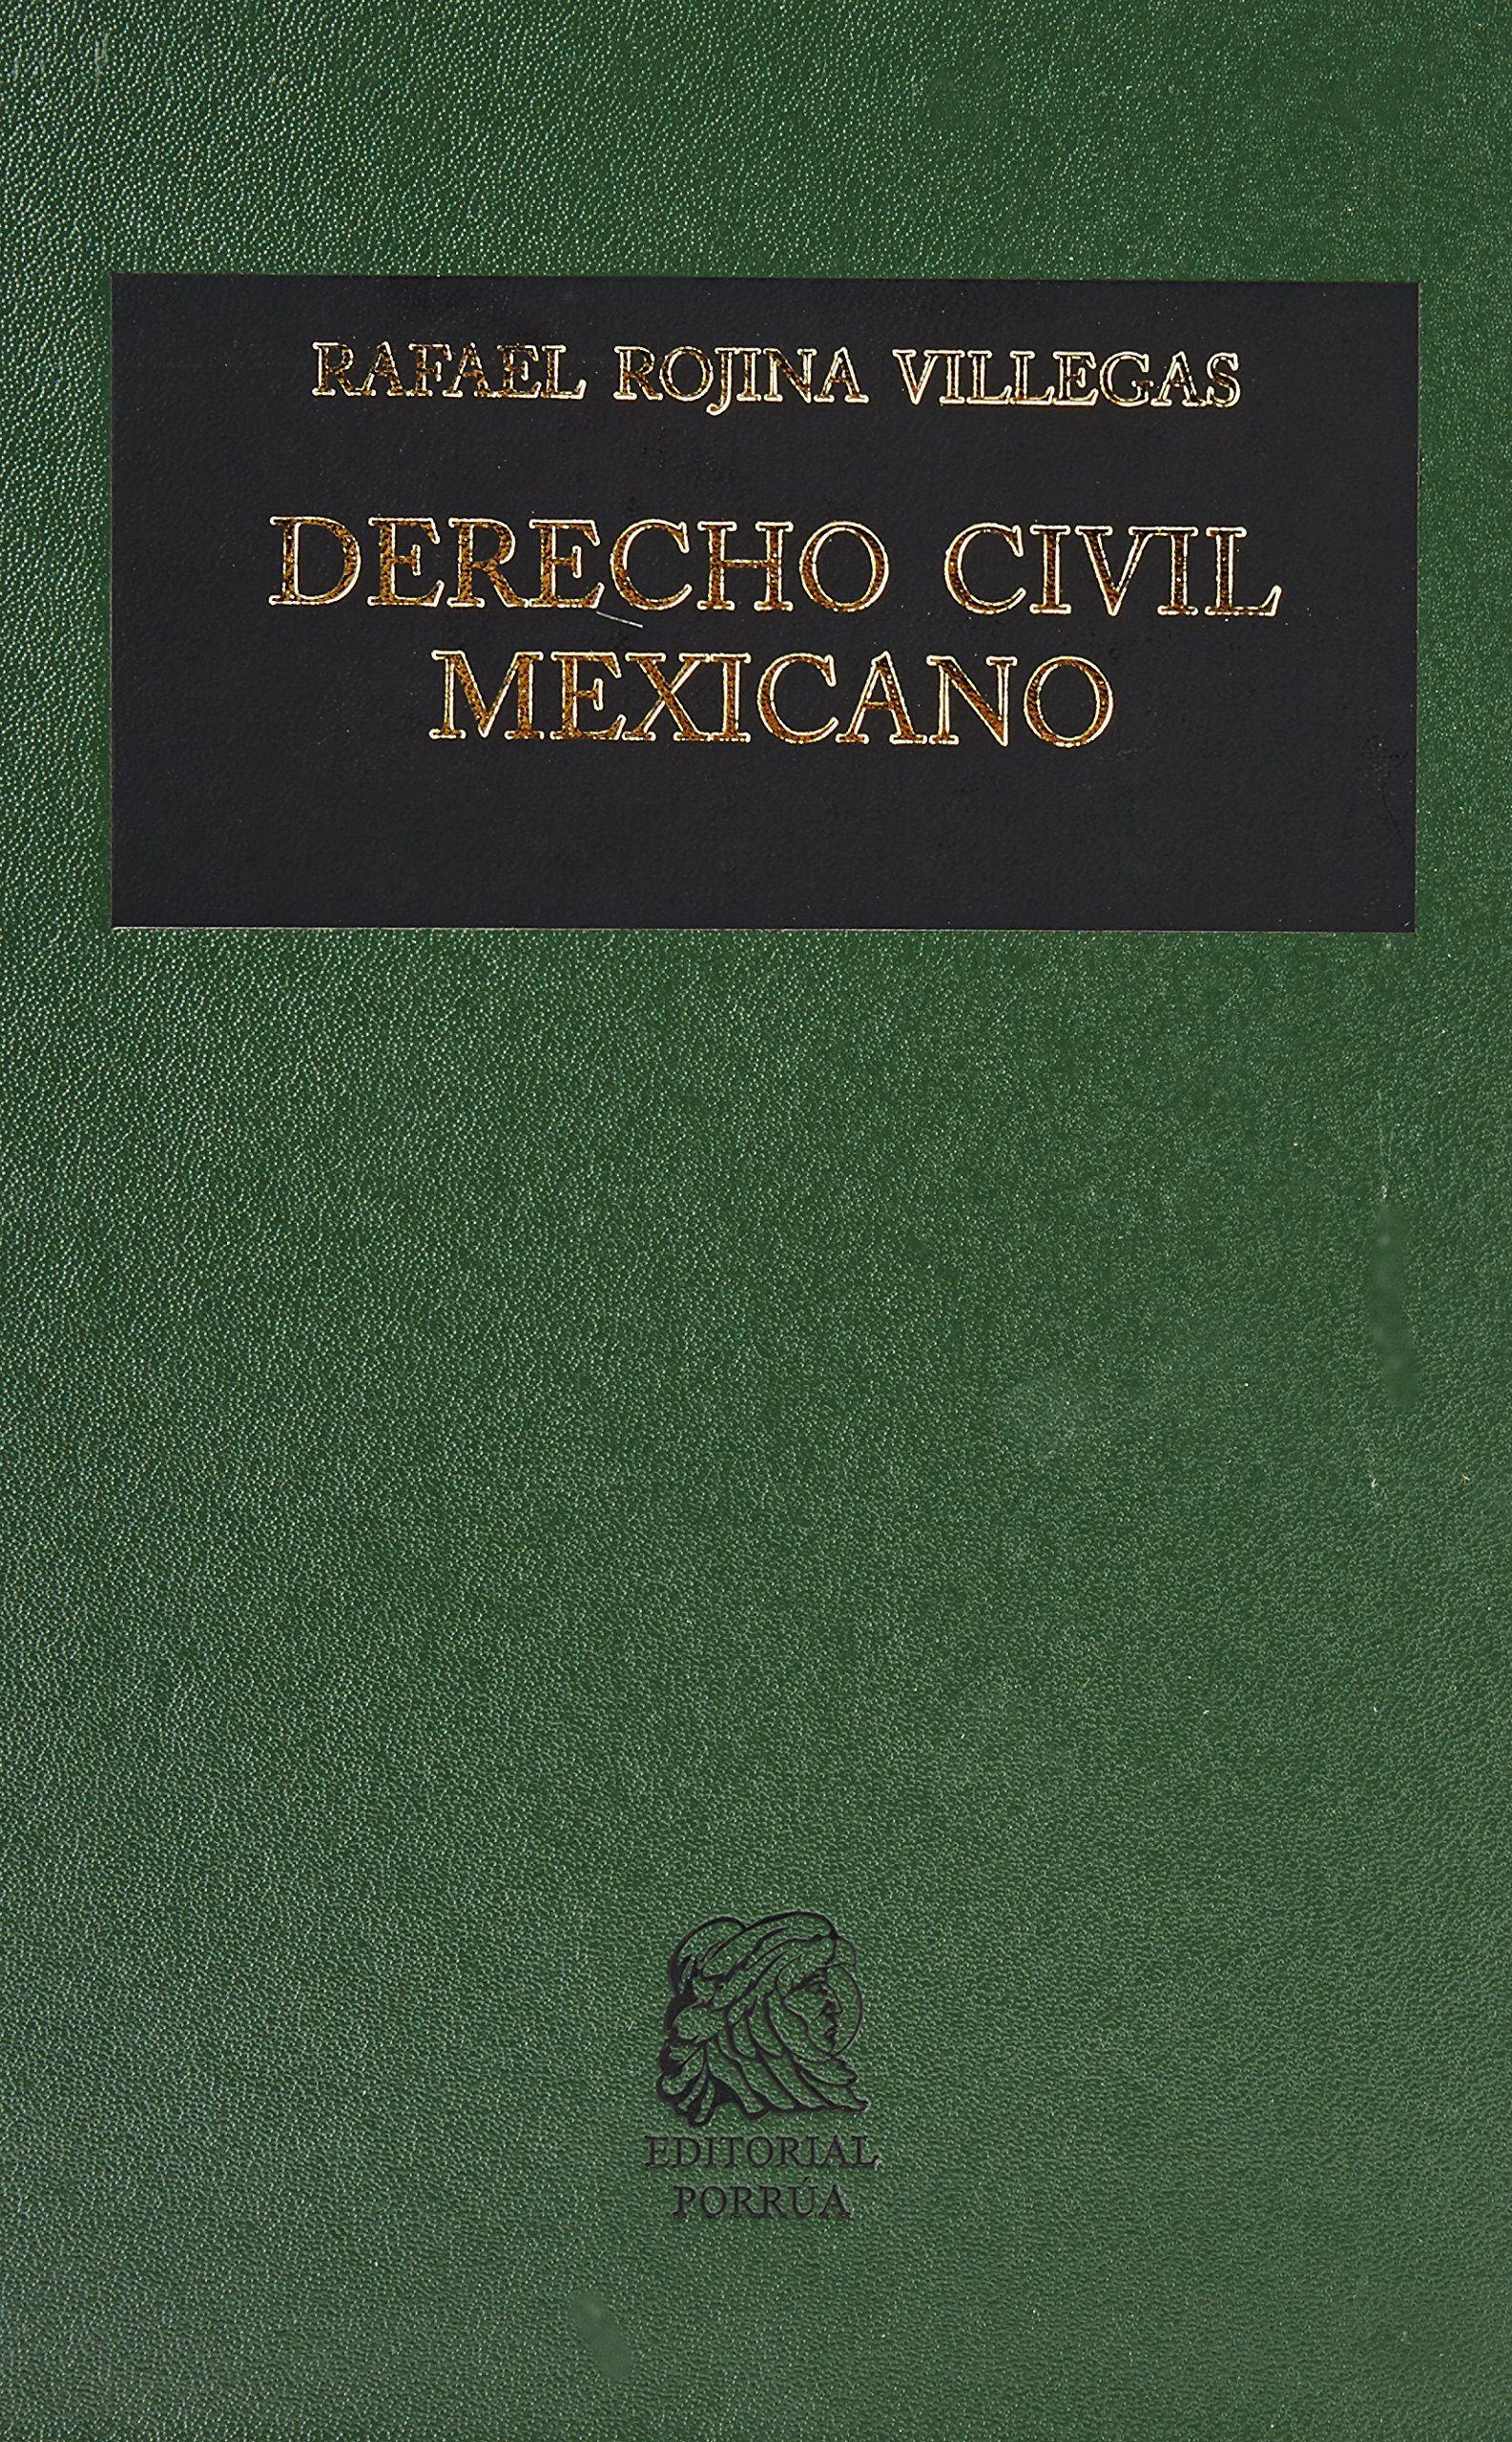 RAFAEL ROJINA VILLEGAS
DERECHO CIVIL
MEXICANO
EDITORIAL
PORRÚA